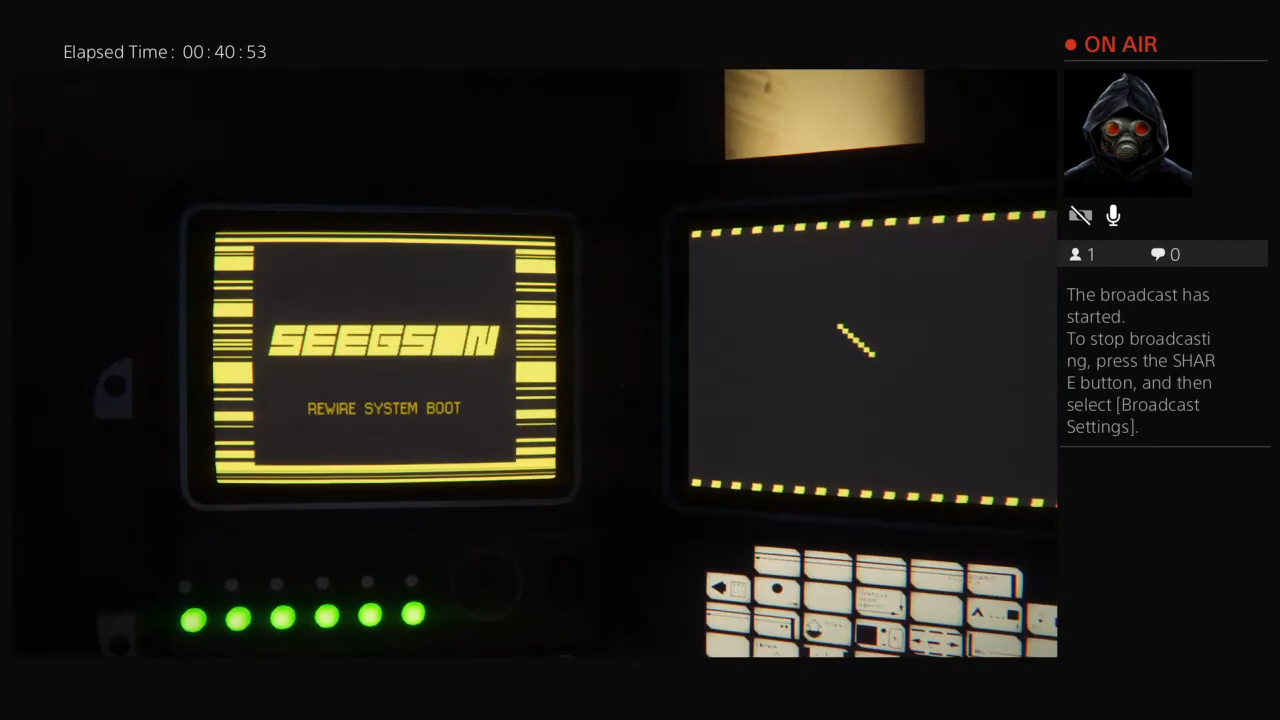 Elapsed Time: 00:40:53
ON AIR
SEEGSON
REWIRE SYSTEM BOOT
1
0
The broadcast has
started.
To stop broadcasti
ng, press the SHAR
E button, and then
select [Broadcast
Settings].